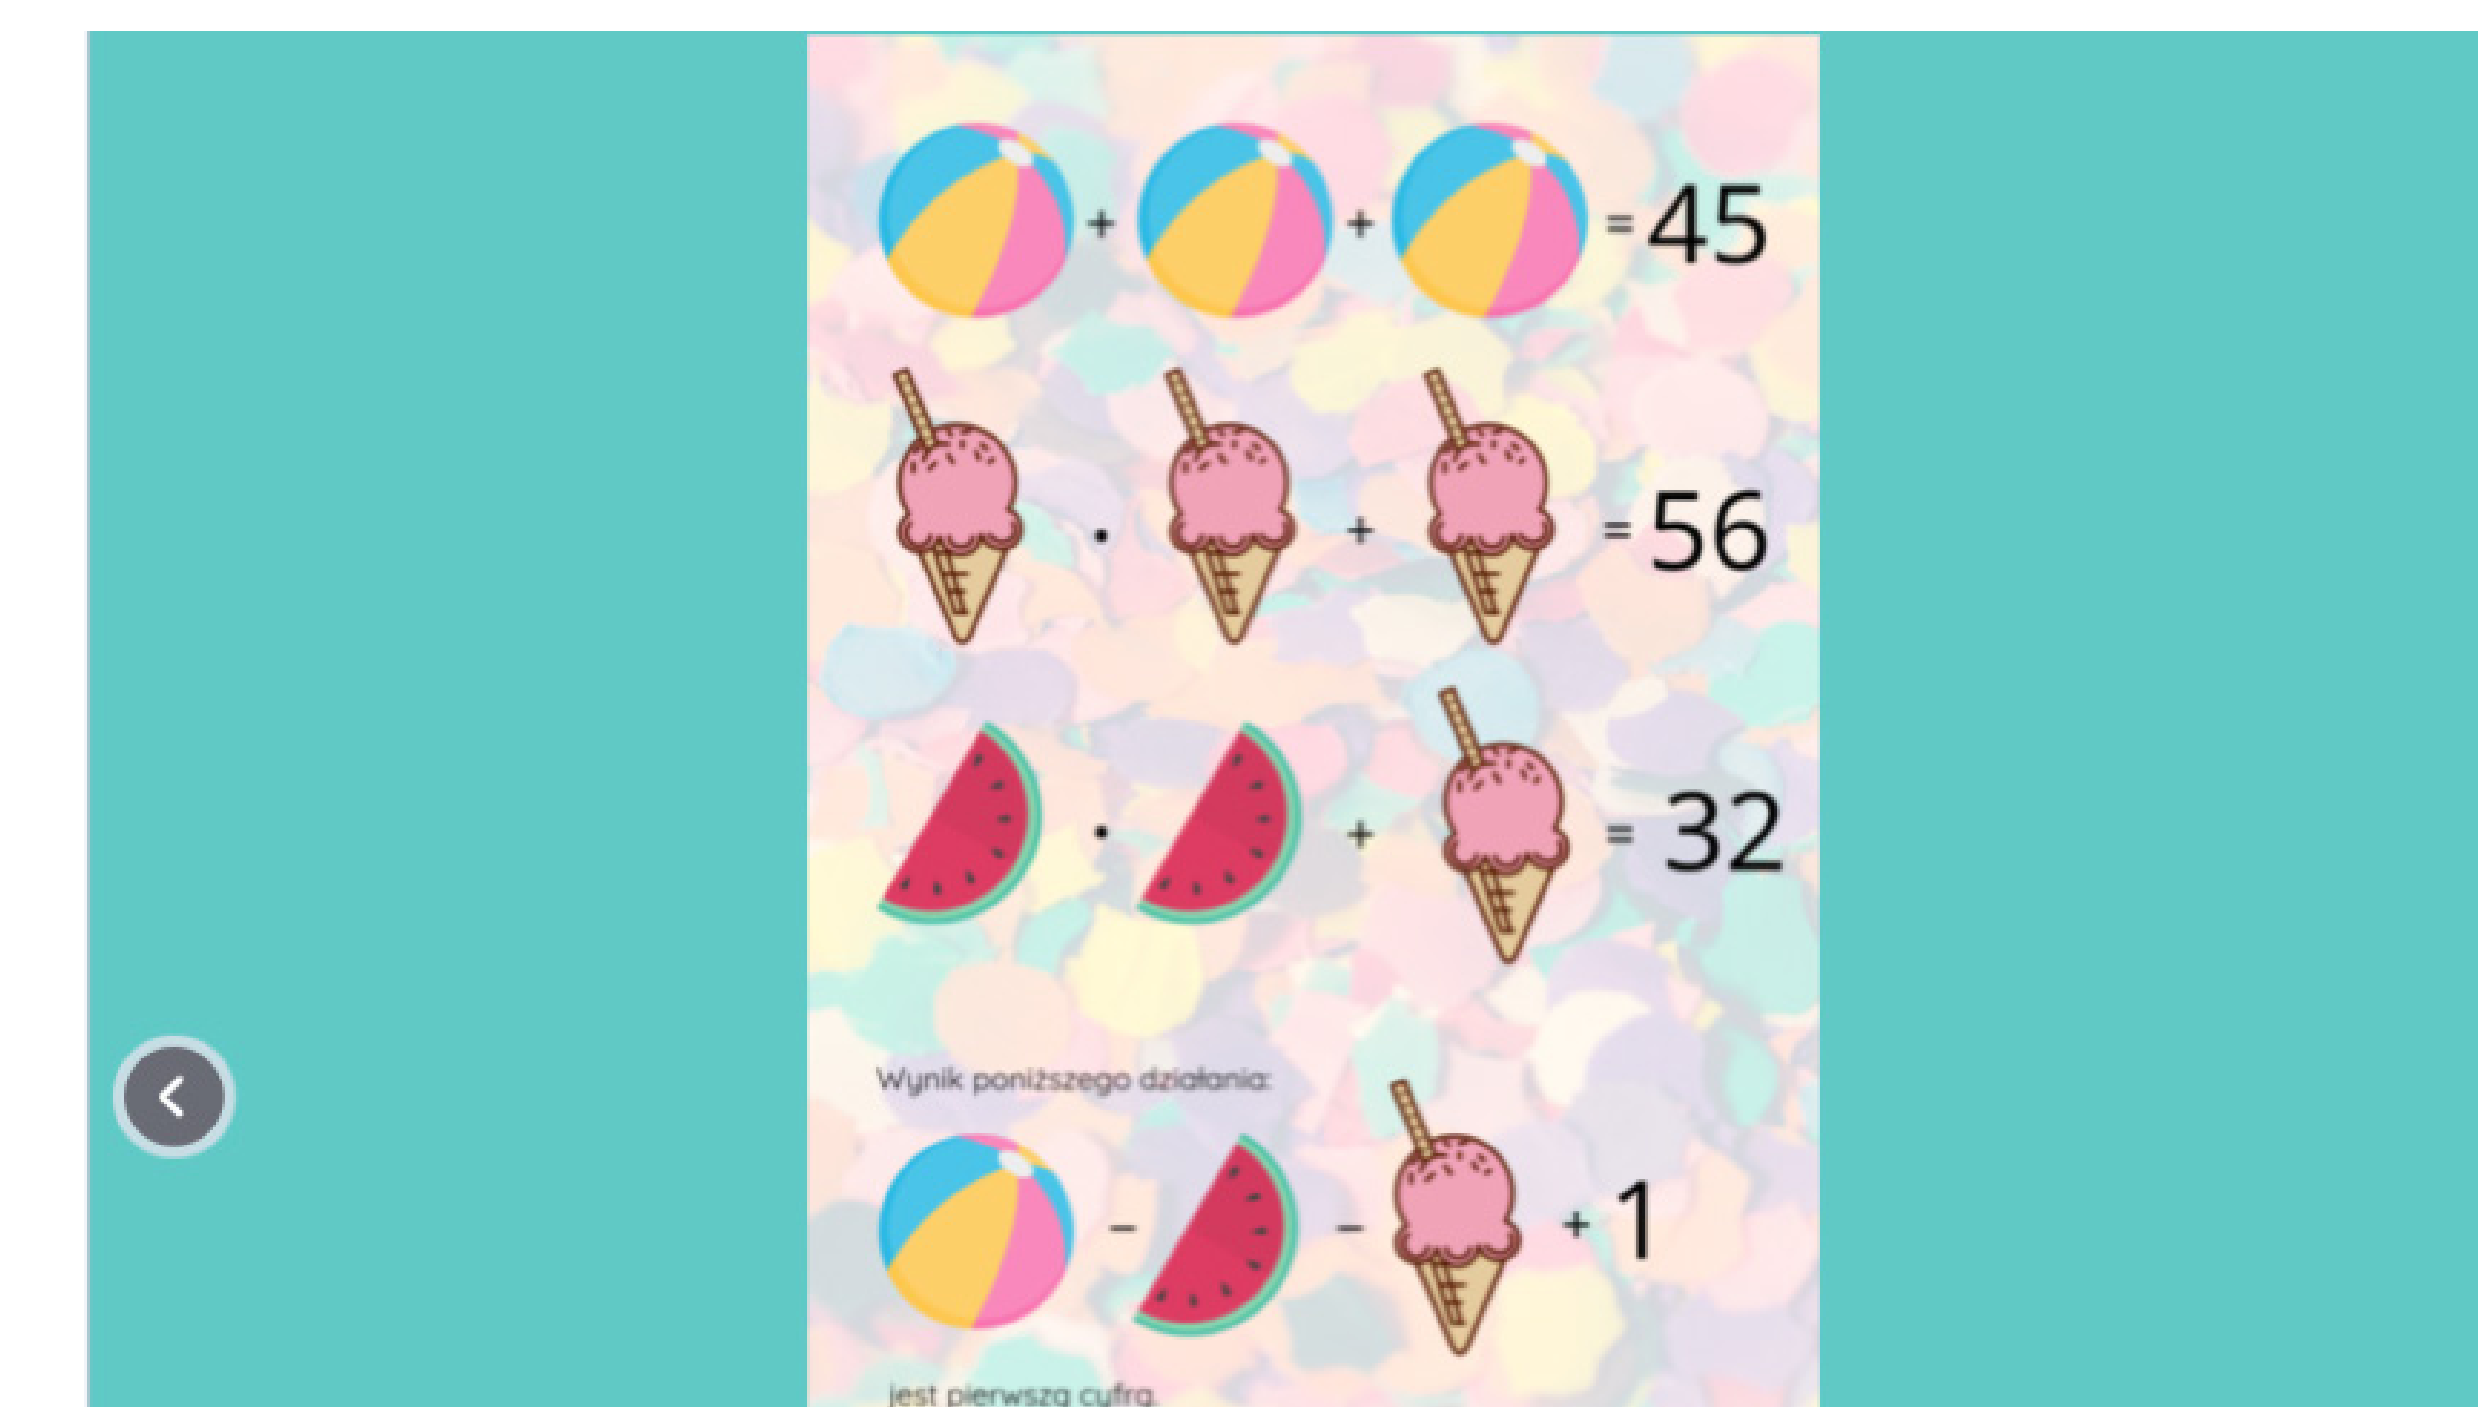 + + = 45
· + = 56
· + = 32
Wynik poniższego działania:
- - + 1
jest pierwszą cyfrą.